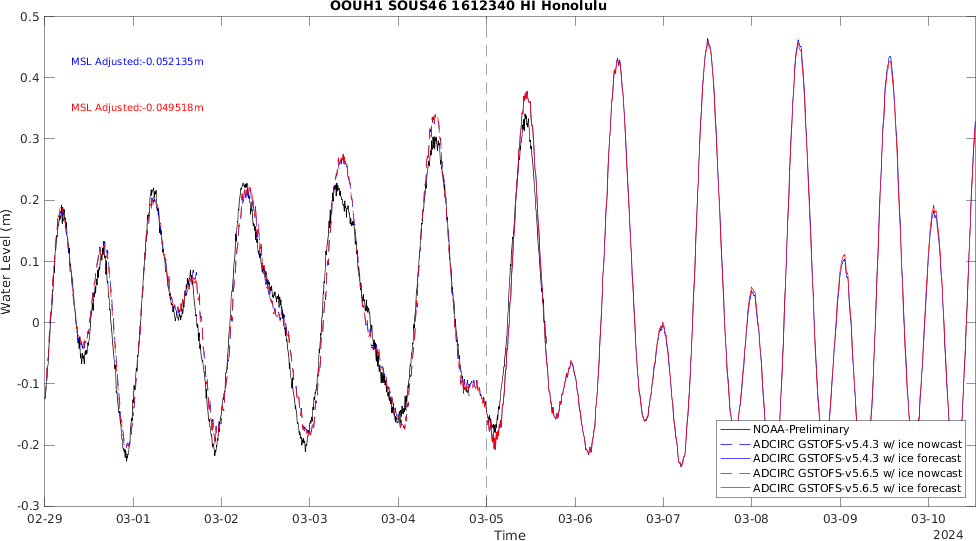 OOUH1 SOUS46 1612340 HI Honolulu
0.5
MSL Adjusted:-0.052135m
0.4
MSL Adjusted:-0.049518m
0.3
0.2
Water Level (m)
0.1
0
-0.1
-0.2
-0.3
NOAA-Preliminary
ADCIRC GSTOFS-v5.4.3 w/ ice nowcast
ADCIRC GSTOFS-v5.4.3 w/ ice forecast
ADCIRC GSTOFS-v5.6.5 w/ ice nowcast
ADCIRC GSTOFS-v5.6.5 w/ ice forecast
02-29 03-01 03-02 03-03 03-04 03-05 03-06 03-07 03-08 03-09 03-10
Time
2024